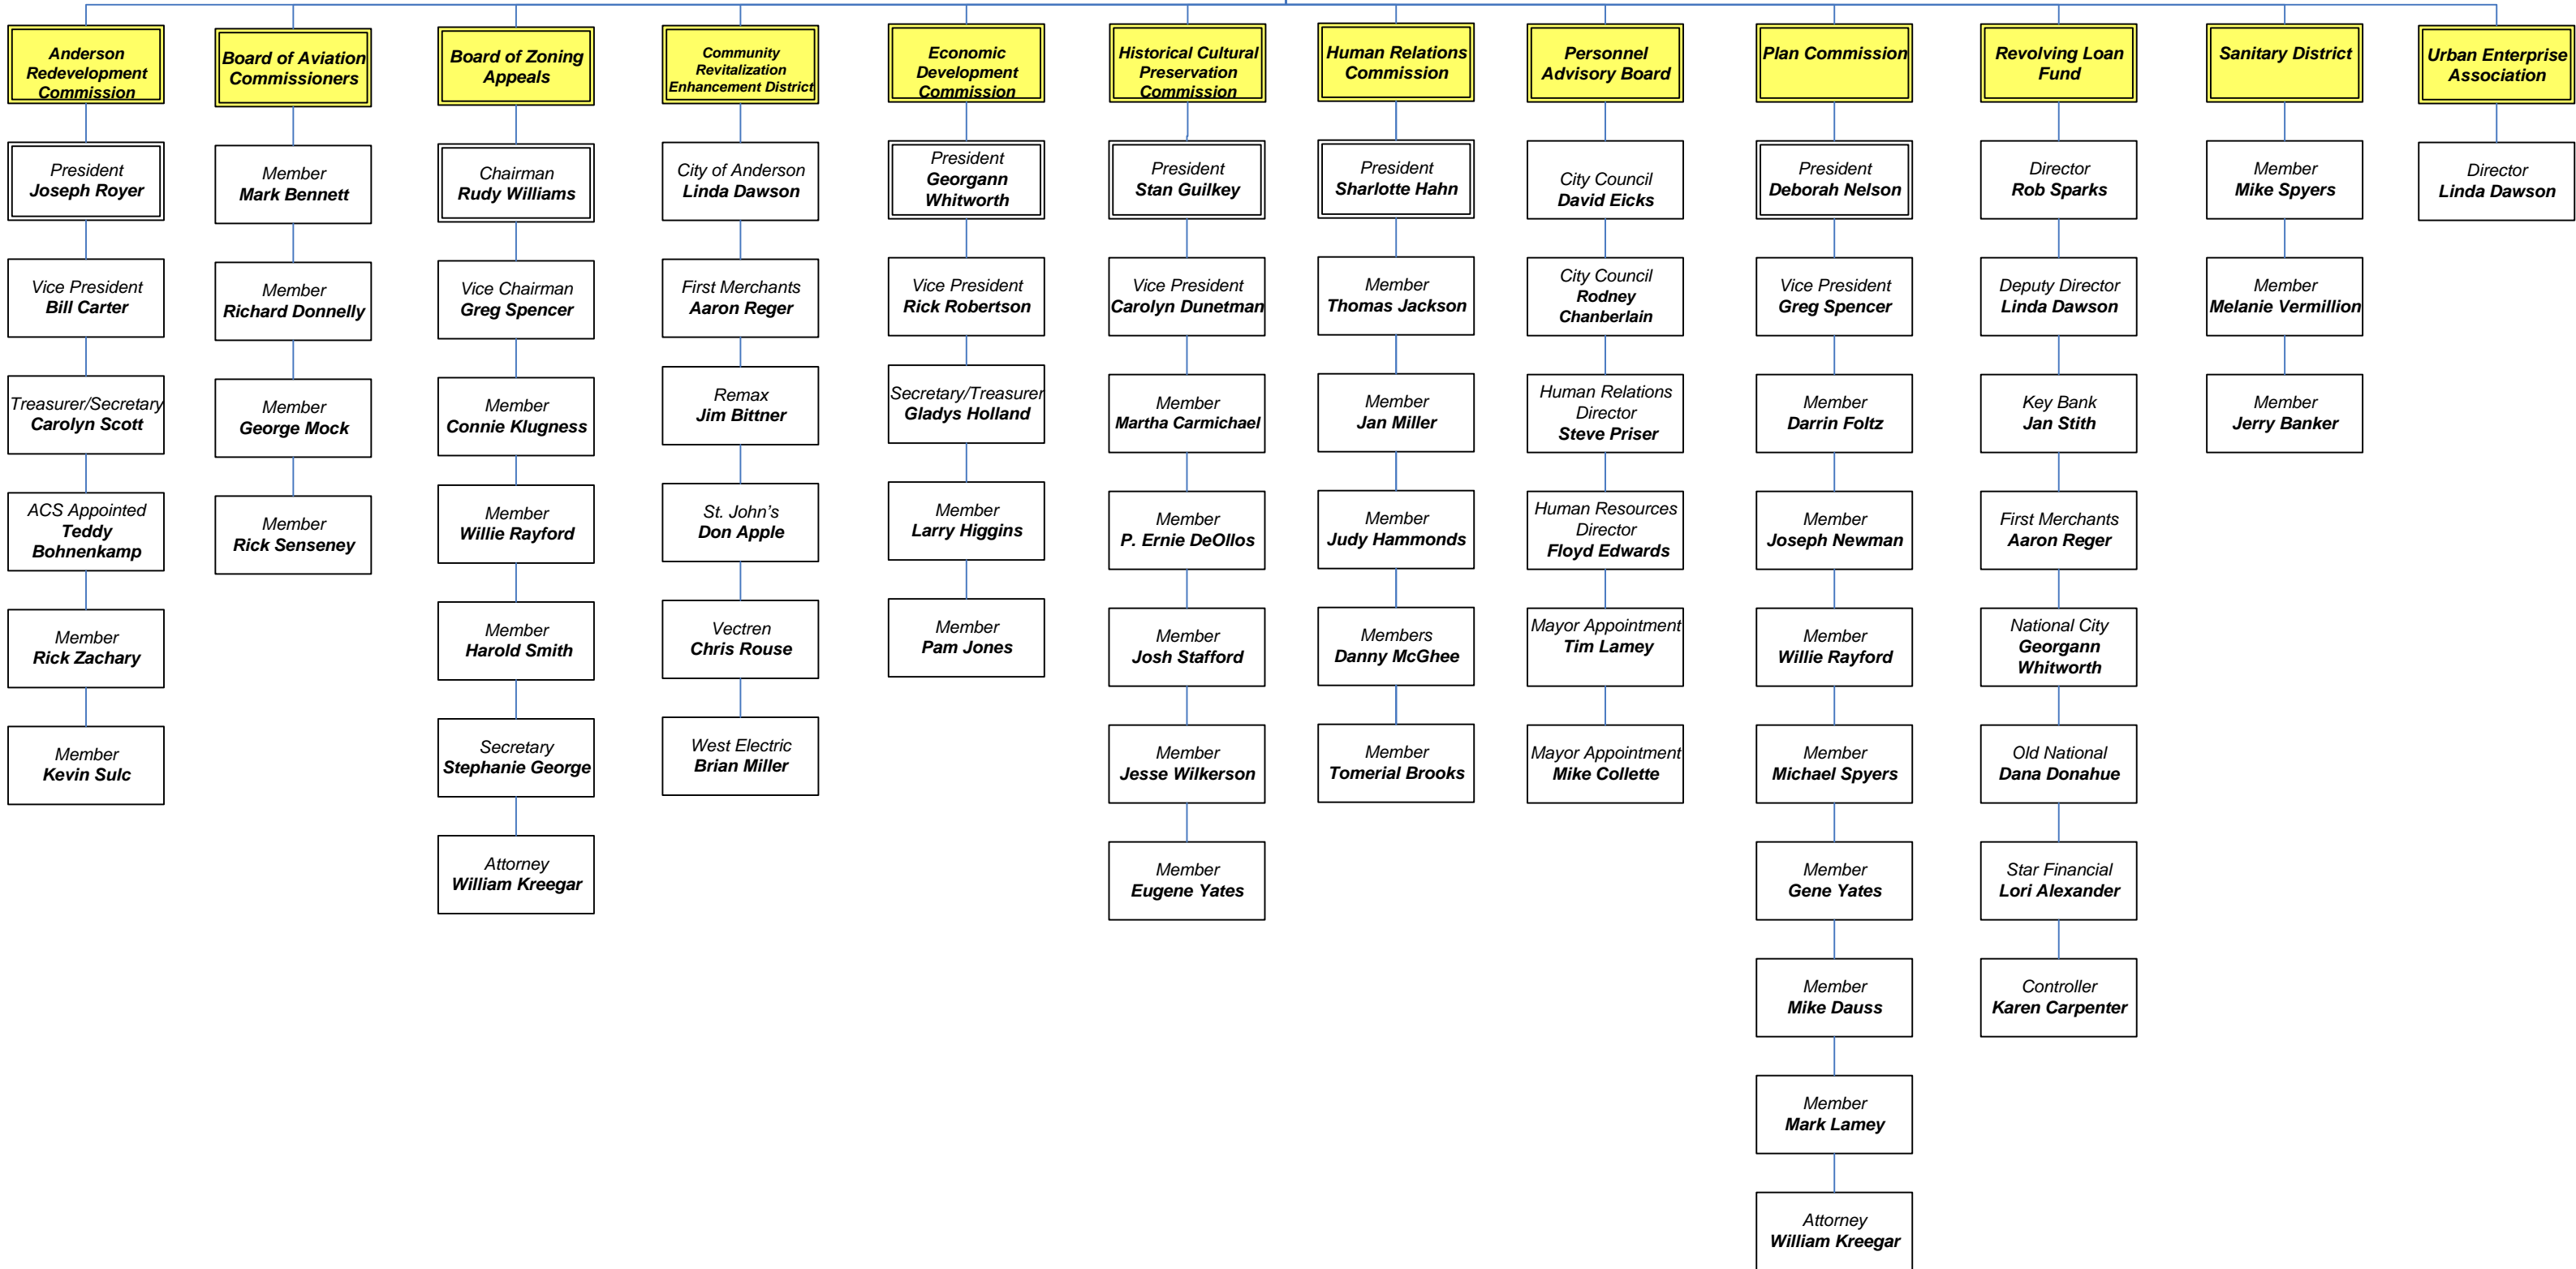 Anderson
Redevelopment
Commission
President
Joseph Royer
Vice President
Bill Carter
Treasurer/Secretary
Carolyn Scott
ACS Appointed
Teddy
Bohnenkamp
Member
Rick Zachary
Member
Kevin Sulc
Board of Aviation
Commissioners
Member
Mark Bennett
Member
Richard Donnelly
Member
George Mock
Member
Rick Senseney
Board of Zoning
Appeals
Chairman
Rudy Williams
Vice Chairman
Greg Spencer
Member
Connie Klugness
Member
Willie Rayford
Member
Harold Smith
Secretary
Stephanie George
Attorney
William Kreegar
Community
Revitalization
Enhancement District
City of Anderson
Linda Dawson
First Merchants
Aaron Reger
Remax
Jim Bittner
St. John's
Don Apple
Vectren
Chris Rouse
West Electric
Brian Miller
Economic
Development
Commission
President
Georgann
Whitworth
Vice President
Rick Robertson
Secretary/Treasurer
Gladys Holland
Member
Larry Higgins
Member
Pam Jones
Historical Cultural
Preservation
Commission
President
Stan Guilkey
Vice President
Carolyn Dunetman
Member
Martha Carmichael
Member
P. Ernie DeOllos
Member
Josh Stafford
Member
Jesse Wilkerson
Member
Eugene Yates
Human Relations
Commission
President
Sharlotte Hahn
Member
Thomas Jackson
Member
Jan Miller
Member
Judy Hammonds
Members
Danny McGhee
Member
Tomerial Brooks
Personnel
Advisory Board
City Council
David Eicks
City Council
Rodney
Chanberlain
Human Relations
Director
Steve Priser
Human Resources
Director
Floyd Edwards
Mayor Appointment
Tim Lamey
Mayor Appointment
Mike Collette
Plan Commission
President
Deborah Nelson
Vice President
Greg Spencer
Member
Darrin Foltz
Member
Joseph Newman
Member
Willie Rayford
Member
Michael Spyers
Member
Gene Yates
Member
Mike Dauss
Member
Mark Lamey
Attorney
William Kreegar
Revolving Loan
Fund
Director
Rob Sparks
Deputy Director
Linda Dawson
Key Bank
Jan Stith
First Merchants
Aaron Reger
National City
Georgann
Whitworth
Old National
Dana Donahue
Star Financial
Lori Alexander
Controller
Karen Carpenter
Sanitary District
Member
Mike Spyers
Member
Melanie Vermillion
Member
Jerry Banker
Urban Enterprise
Association
Director
Linda Dawson